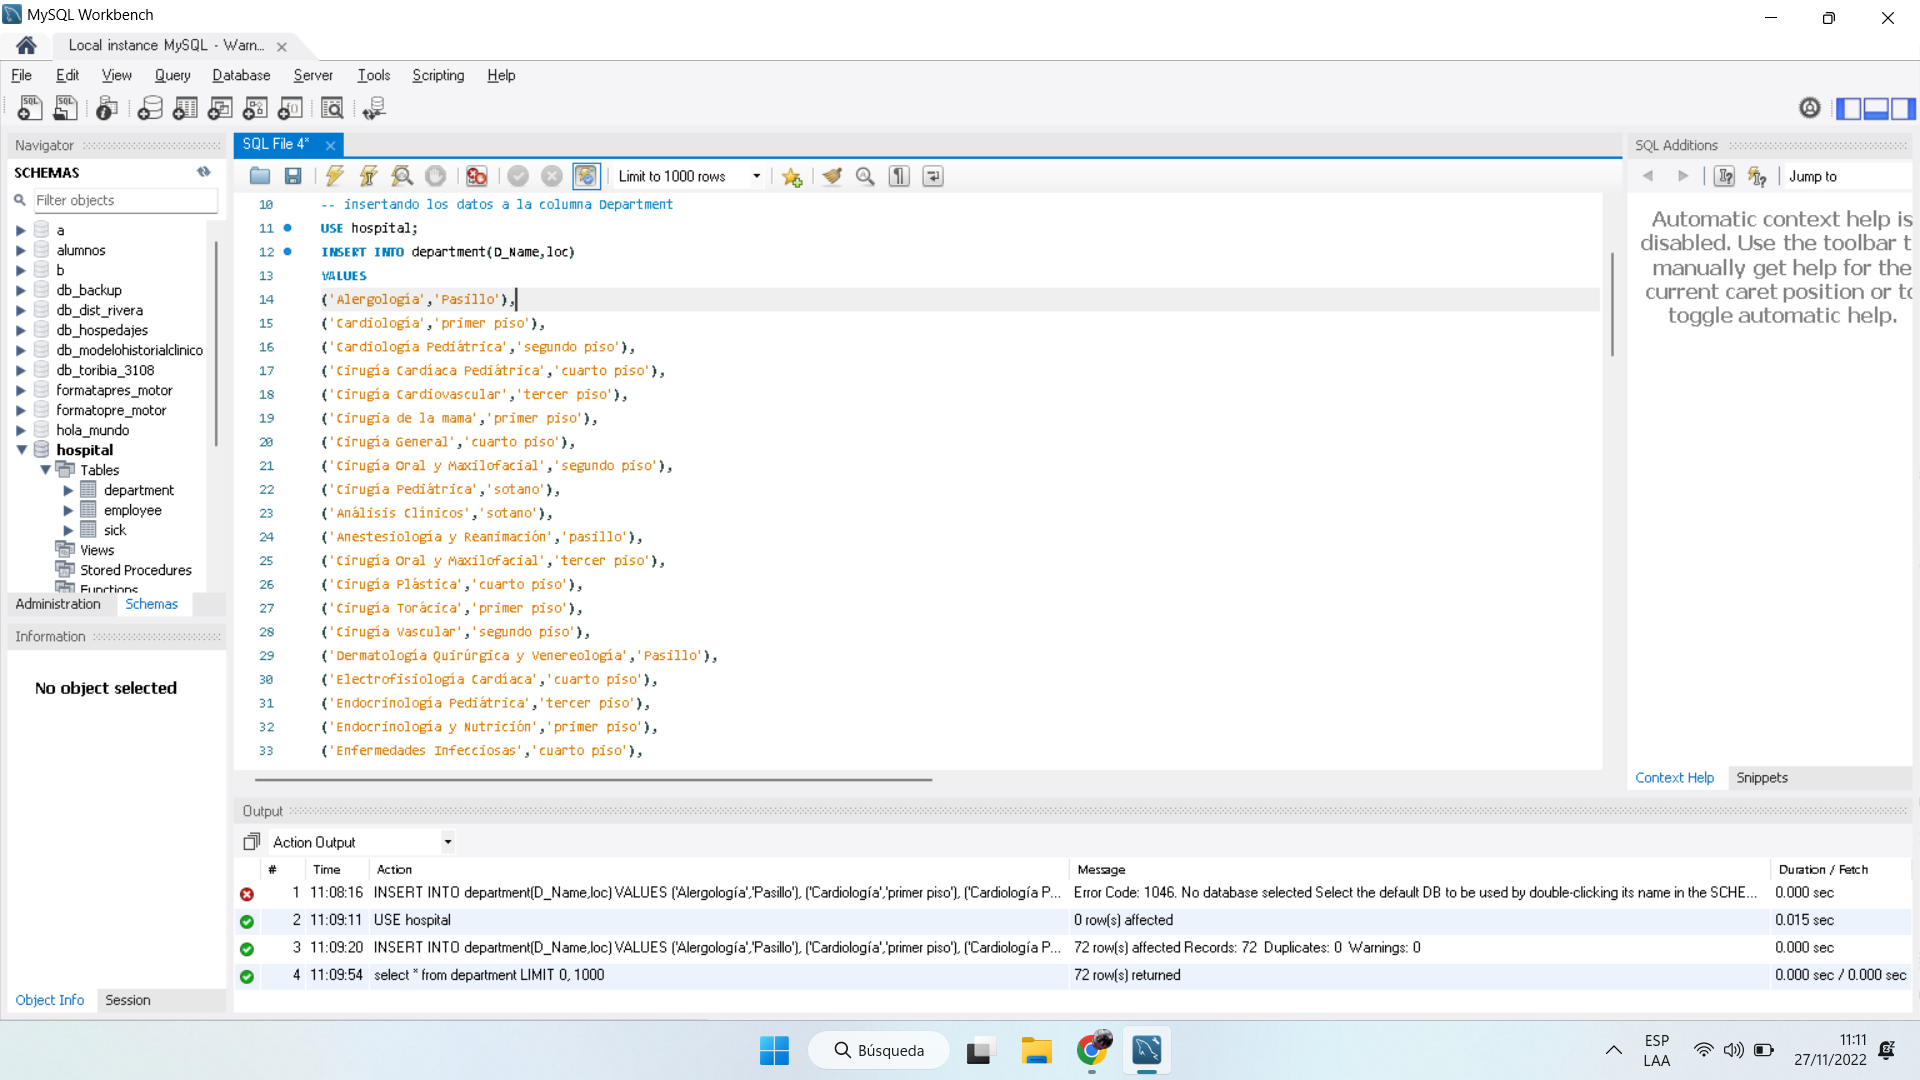 MySQL Workbench
Local instance MySQL - Warn...
File Edit View Query Database Server Tools Scripting Help
Navigator
SCHEMAS
Filter objects
a
alumnos
b
db_backup
db_dist_rivera
db_hospedajes
db_modelohistorialclinico
db_toribia_3108
formatapres_motor
formatopre_motor
hola_mundo
hospital
Tables
department
employee
sick
Views
Stored Procedures
Functions
Administration Schemas
Information
No object selected
Object Info Session
SQL File 4*
Limit to 1000 rows
10 -- insertando los datos a la columna Department
11 USE hospital;
12 INSERT INTO department(D_Name,loc)
13 VALUES
14 ('Alergología','Pasillo'),
15 ('Cardiología','primer piso'),
16 ('Cardiología Pediátrica','segundo piso'),
17 ('Cirugía Cardíaca Pediátrica','cuarto piso'),
18 ('Cirugía Cardiovascular','tercer piso'),
19 ('Cirugía de la mama','primer piso'),
20 ('Cirugía General','cuarto piso'),
21 ('Cirugía Oral y Maxilofacial','segundo piso'),
22 ('Cirugía Pediátrica','sotano'),
23 ('Análisis Clínicos','sotano'),
24 ('Anestesiología y Reanimación','pasillo'),
25 ('Cirugía Oral y Maxilofacial','tercer piso'),
26 ('Cirugía Plástica','cuarto piso'),
27 ('Cirugía Torácica','primer piso'),
28 ('Cirugía Vascular','segundo piso'),
29 ('Dermatología Quirúrgica y Venereología','Pasillo'),
30 ('Electrofisiología Cardíaca','cuarto piso'),
31 ('Endocrinología Pediátrica','tercer piso'),
32 ('Endocrinología y Nutrición','primer piso'),
33 ('Enfermedades Infecciosas','cuarto piso'),
SQL Additions
Jump to
Automatic context help is
disabled. Use the toolbar t
manually get help for the
current caret position or to
toggle automatic help.
Context Help Snippets
Output
Action Output
# Time Action Message Duration / Fetch
1 11:08:16 INSERT INTO department(D_Name,loc) VALUES ('Alergología','Pasillo'), ('Cardiología','primer piso'), ('Cardiología P... Error Code: 1046. No database selected Select the default DB to be used by double-clicking its name in the SCHE... 0.000 sec
2 11:09:11 USE hospital 0 row(s) affected 0.015 sec
3 11:09:20 INSERT INTO department(D_Name,loc) VALUES ('Alergología','Pasillo'), ('Cardiología','primer piso'), ('Cardiología P... 72 row(s) affected Records: 72 Duplicates: 0 Warnings: 0 0.000 sec
4 11:09:54 select * from department LIMIT 0, 1000 72 row(s) returned 0.000 sec / 0.000 sec
Búsqueda
ESP
LAA
11:11
27/11/2022